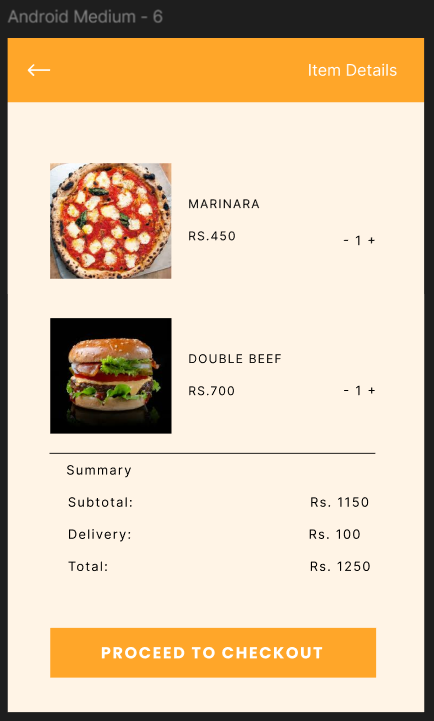 Android Medium - 6
Item Details
MARINARA
RS.450
- 1 +
DOUBLE BEEF
RS.700
- 1 +
Summary
Subtotal: Rs. 1150
Delivery: Rs. 100
Total: Rs. 1250
PROCEED TO CHECKOUT